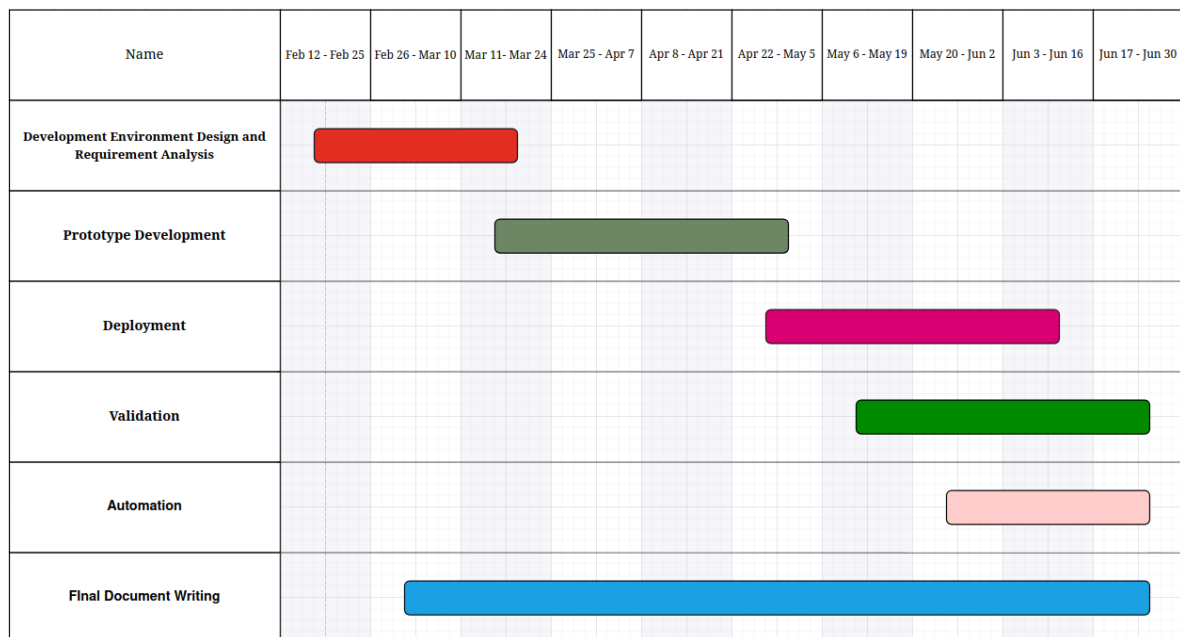 Name
Feb 12 - Feb 25
Feb 26 - Mar 10
Mar 11- Mar 24
Mar 25 - Apr 7
Apr 8 - Apr 21
Apr 22 - May 5
May 6 - May 19
May 20 - Jun 2
Jun 3 - Jun 16
Jun 17 - Jun 30
Development Environment Design and
Requirement Analysis
Prototype Development
Deployment
Validation
Automation
FInal Document Writing